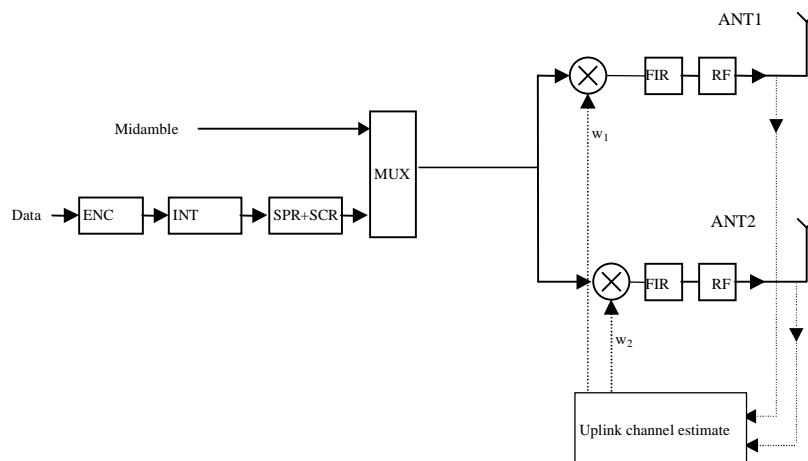 ANT1
FIR
RF
Midamble
w1
MUX
Data
ENC
INT
SPR+SCR
ANT2
FIR
RF
w2
Uplink channel estimate